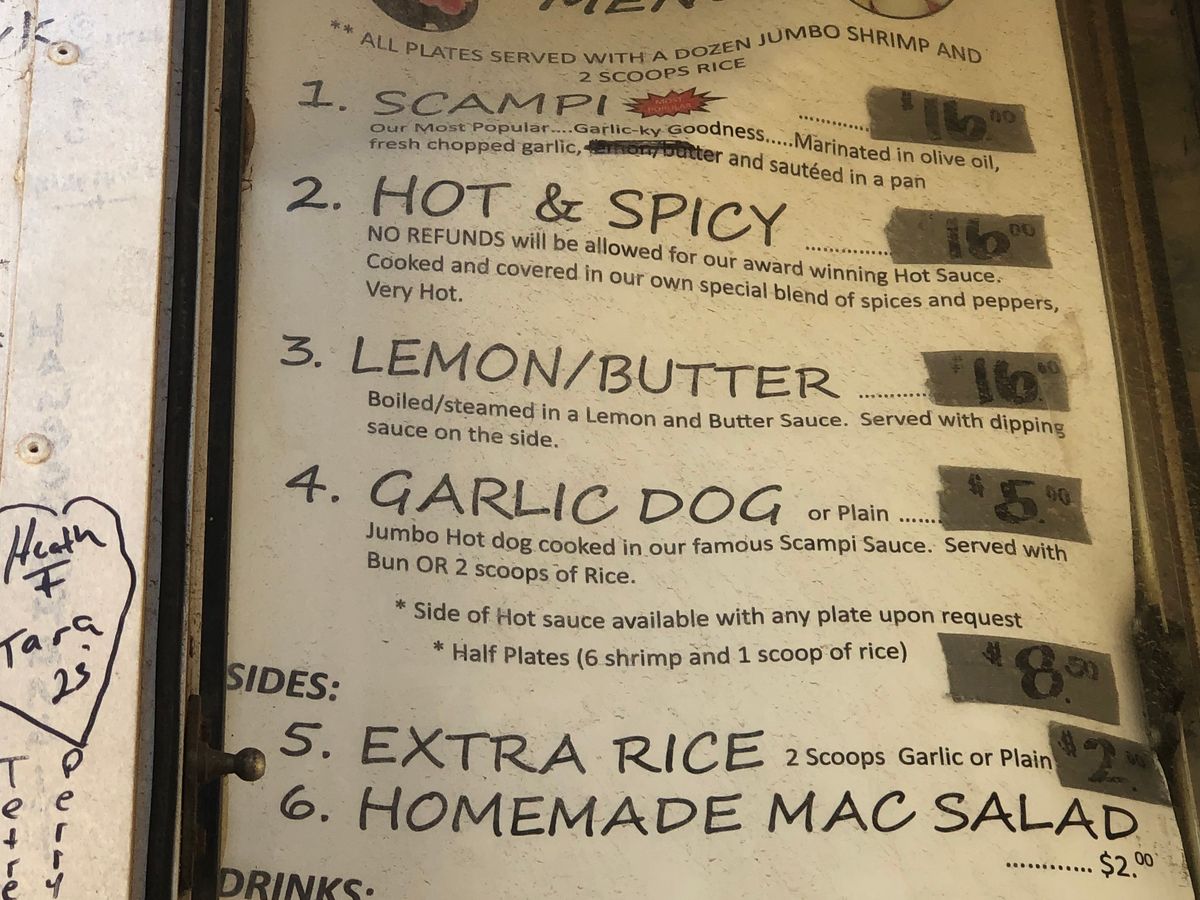 MENU
** ALL PLATES SERVED WITH A DOZEN JUMBO SHRIMP AND
2 SCOOPS RICE
1. SCAMPI MOST POPULAR ............ $16.00
Our Most Popular....Garlic-ky Goodness.....Marinated in olive oil,
fresh chopped garlic, lemon/butter and sautéed in a pan
2. HOT & SPICY ............. $16.00
NO REFUNDS will be allowed for our award winning Hot Sauce.
Cooked and covered in our own special blend of spices and peppers,
Very Hot.
3. LEMON/BUTTER ........... $16.00
Boiled/steamed in a Lemon and Butter Sauce. Served with dipping
sauce on the side.
4. GARLIC DOG or Plain ....... $5.00
Jumbo Hot dog cooked in our famous Scampi Sauce. Served with
Bun OR 2 scoops of Rice.
* Side of Hot sauce available with any plate upon request
* Half Plates (6 shrimp and 1 scoop of rice) $8.50
SIDES:
5. EXTRA RICE 2 Scoops Garlic or Plain $2.00
6. HOMEMADE MAC SALAD
............ $2.00
DRINKS:
Heath
+
Tara
25
Perry